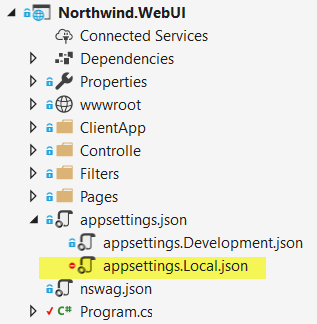 Northwind.WebUI
Connected Services
Dependencies
Properties
wwwroot
ClientApp
Controlle
Filters
Pages
appsettings.json
appsettings.Development.json
appsettings.Local.json
nswag.json
C# Program.cs